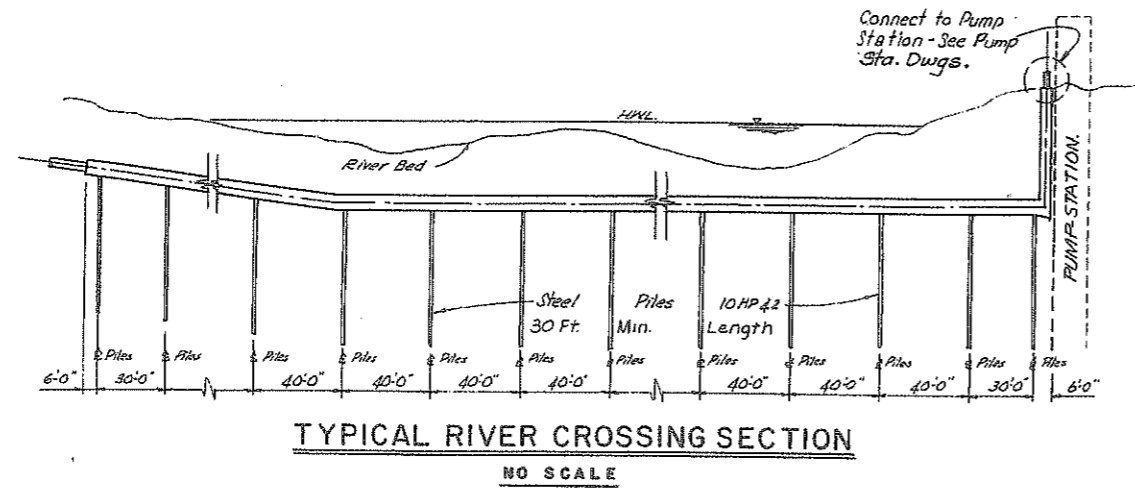 Connect to Pump
Station - See Pump
Sta. Dwgs.
HWL
River Bed
PUMP STATION
Steel Piles 10HP42
30 Ft. Min. Length
℄ Piles ℄ Piles ℄ Piles ℄ Piles ℄ Piles ℄ Piles ℄ Piles ℄ Piles ℄ Piles ℄ Piles ℄ Piles ℄ Piles
6'-0" 30'-0" 40'-0" 40'-0" 40'-0" 40'-0" 40'-0" 40'-0" 40'-0" 30'-0" 6'-0"
TYPICAL RIVER CROSSING SECTION
NO SCALE